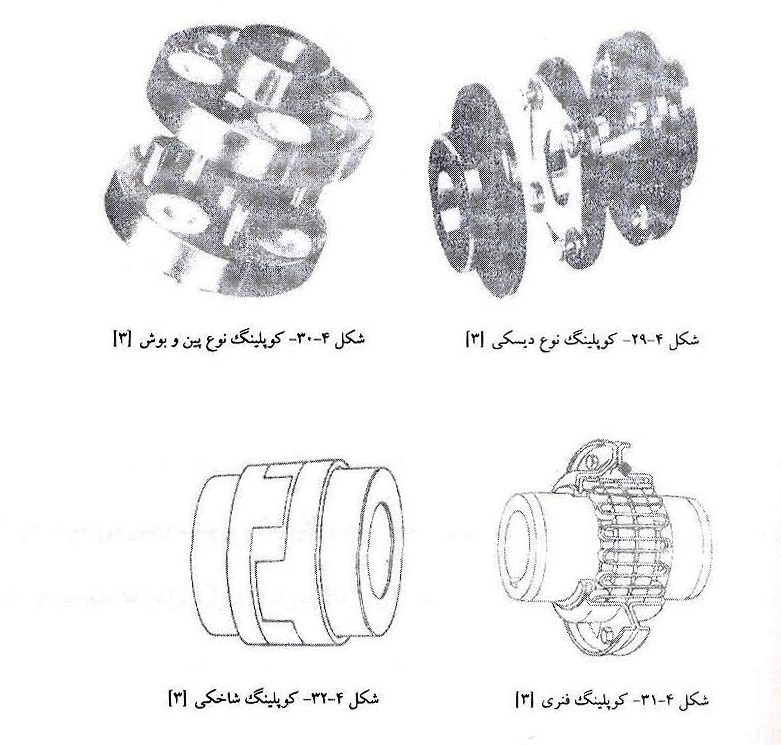 شکل ۴-۲۹- کوپلینگ نوع دیسکی [۳]
شکل ۴-۳۰- کوپلینگ نوع پین و بوش [۳]
شکل ۴-۳۱- کوپلینگ فنری [۳]
شکل ۴-۳۲- کوپلینگ شاخکی [۳]